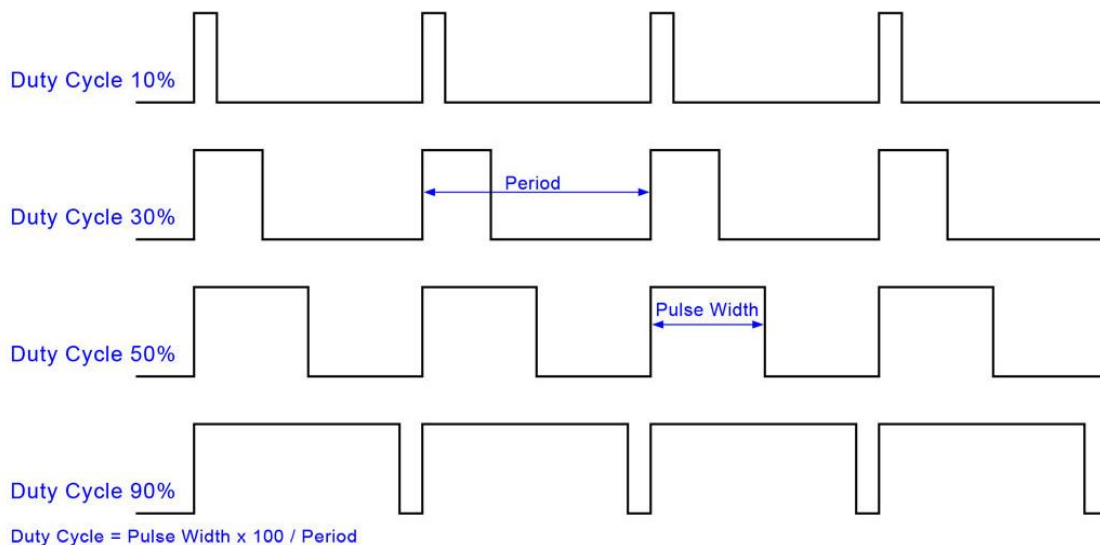 Duty Cycle 10%
Period
Duty Cycle 30%
Pulse Width
Duty Cycle 50%
Duty Cycle 90%
Duty Cycle = Pulse Width x 100 / Period